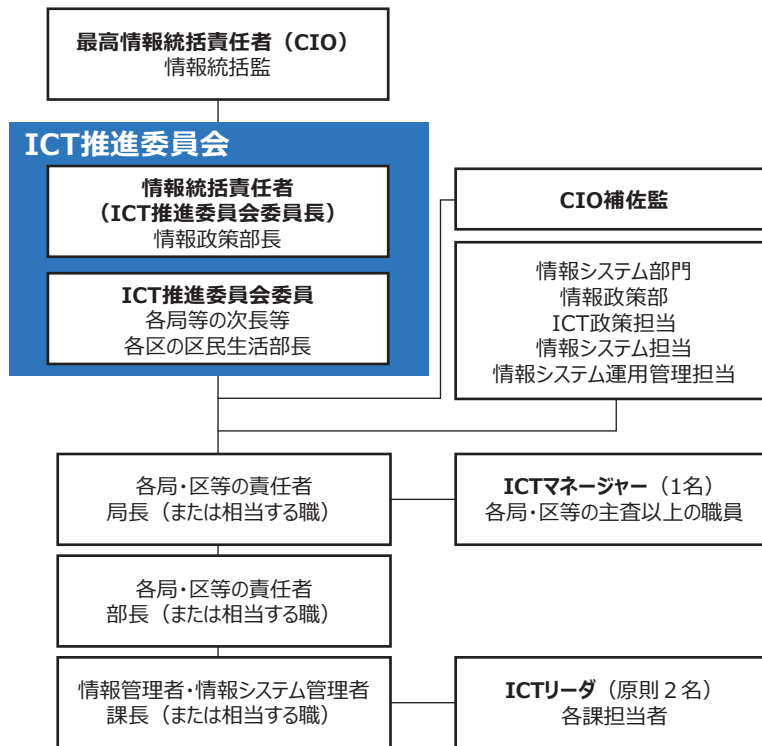 最高情報統括責任者（CIO）
情報統括監
ICT推進委員会
情報統括責任者
（ICT推進委員会委員長）
情報政策部長
ICT推進委員会委員
各局等の次長等
各区の区民生活部長
CIO補佐監
情報システム部門
情報政策部
ICT政策担当
情報システム担当
情報システム運用管理担当
各局・区等の責任者
局長（または相当する職）
ICTマネージャー（1名）
各局・区等の主査以上の職員
各局・区等の責任者
部長（または相当する職）
情報管理者・情報システム管理者
課長（または相当する職）
ICTリーダ（原則２名）
各課担当者